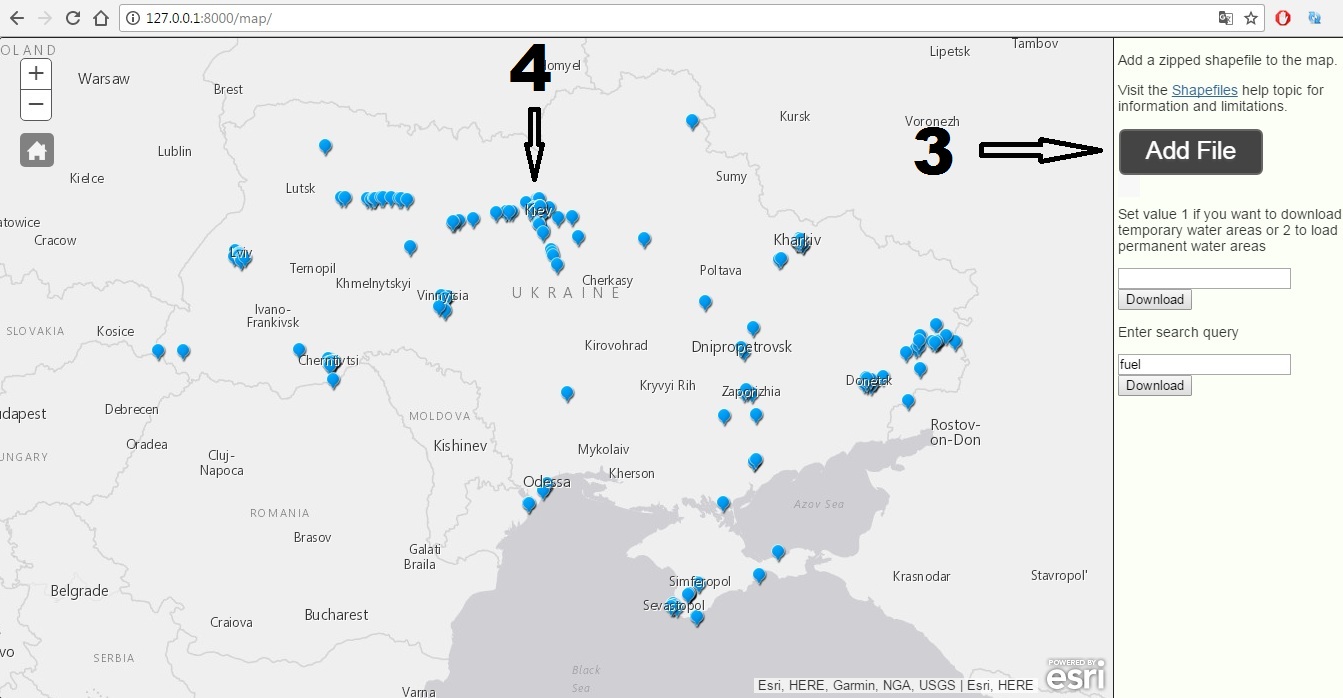 127.0.0.1:8000/map/
OLAND
Warsaw
Brest
4
omyel
Lipetsk
Tambov
+
−
Lublin
Kielce
Kursk
Voronezh
3
Lutsk
Sumy
atowice
Cracow
Kiev
Lviv
Kharkiv
Ternopil
Khmelnytskyi
Vinnytsia
Cherkasy
Poltava
UKRAINE
Ivano-
Frankivsk
SLOVAKIA
Kosice
Chernivtsi
Kirovohrad
Dnipropetrovsk
Kryvyi Rih
Zaporizhia
Donetsk
udapest
Debrecen
MOLDOVA
Oradea
Kishinev
Mykolaiv
Rostov-
on-Don
UNGARY
Cluj-
Napoca
Kherson
Odessa
Azov Sea
ROMANIA
Brasov
Galati
Braila
Simferopol
Sevastopol
Krasnodar
Stavropol'
Belgrade
Craiova
Bucharest
vo
SERBIA
Black
Sea
Varna
Esri, HERE, Garmin, NGA, USGS | Esri, HERE
POWERED BY
esri
Add a zipped shapefile to the map.
Visit the Shapefiles help topic for
information and limitations.
Add File
Set value 1 if you want to download
temporary water areas or 2 to load
permanent water areas
Download
Enter search query
fuel
Download